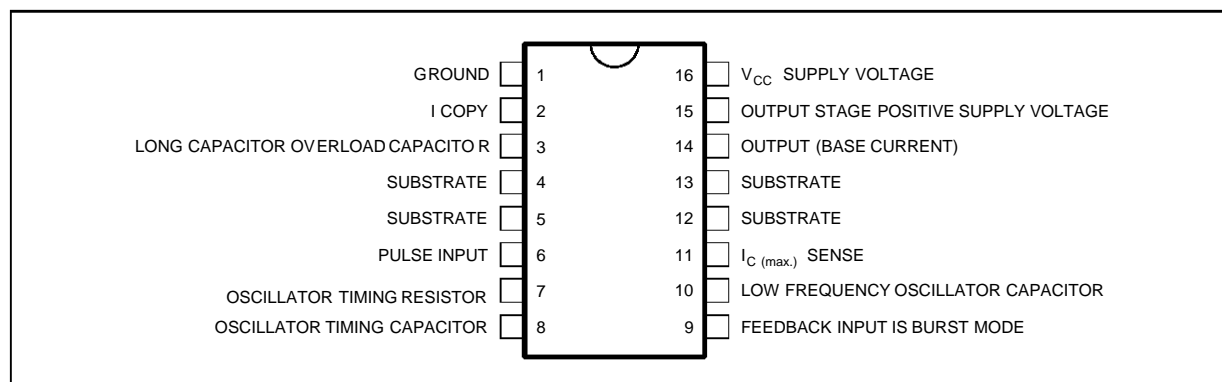 GROUND 1 16 V_CC SUPPLY VOLTAGE
I COPY 2 15 OUTPUT STAGE POSITIVE SUPPLY VOLTAGE
LONG CAPACITOR OVERLOAD CAPACITO R 3 14 OUTPUT (BASE CURRENT)
SUBSTRATE 4 13 SUBSTRATE
SUBSTRATE 5 12 SUBSTRATE
PULSE INPUT 6 11 I_C (max.) SENSE
OSCILLATOR TIMING RESISTOR 7 10 LOW FREQUENCY OSCILLATOR CAPACITOR
OSCILLATOR TIMING CAPACITOR 8 9 FEEDBACK INPUT IS BURST MODE